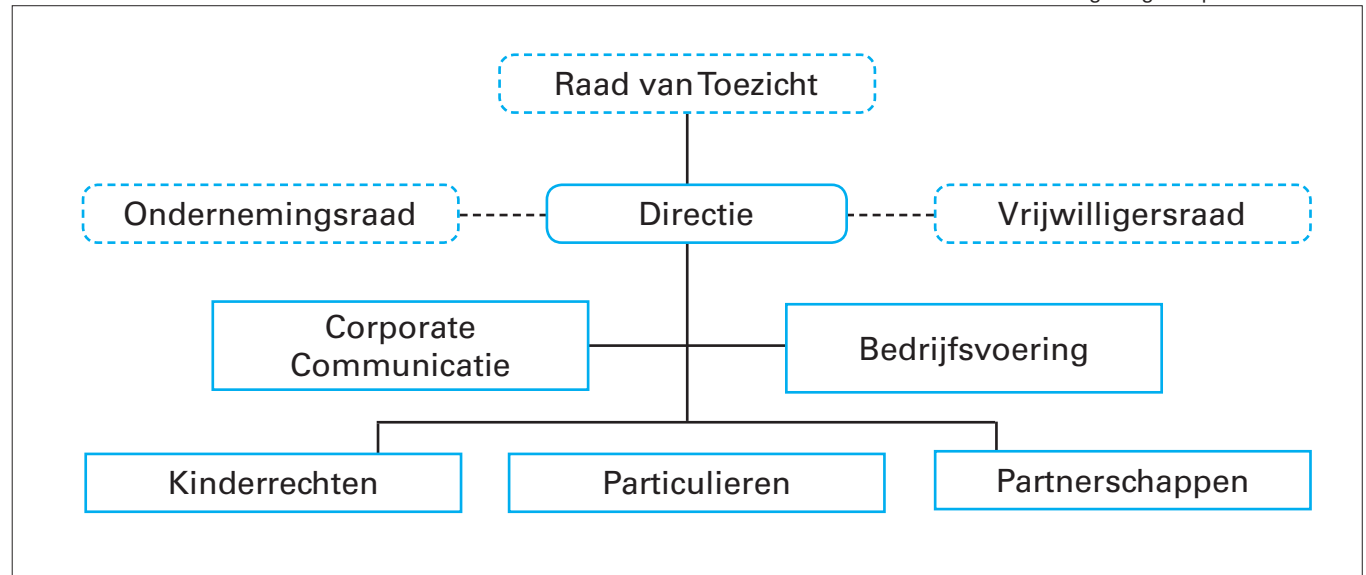 Raad van Toezicht
Ondernemingsraad
Directie
Vrijwilligersraad
Corporate
Communicatie
Bedrijfsvoering
Kinderrechten
Particulieren
Partnerschappen